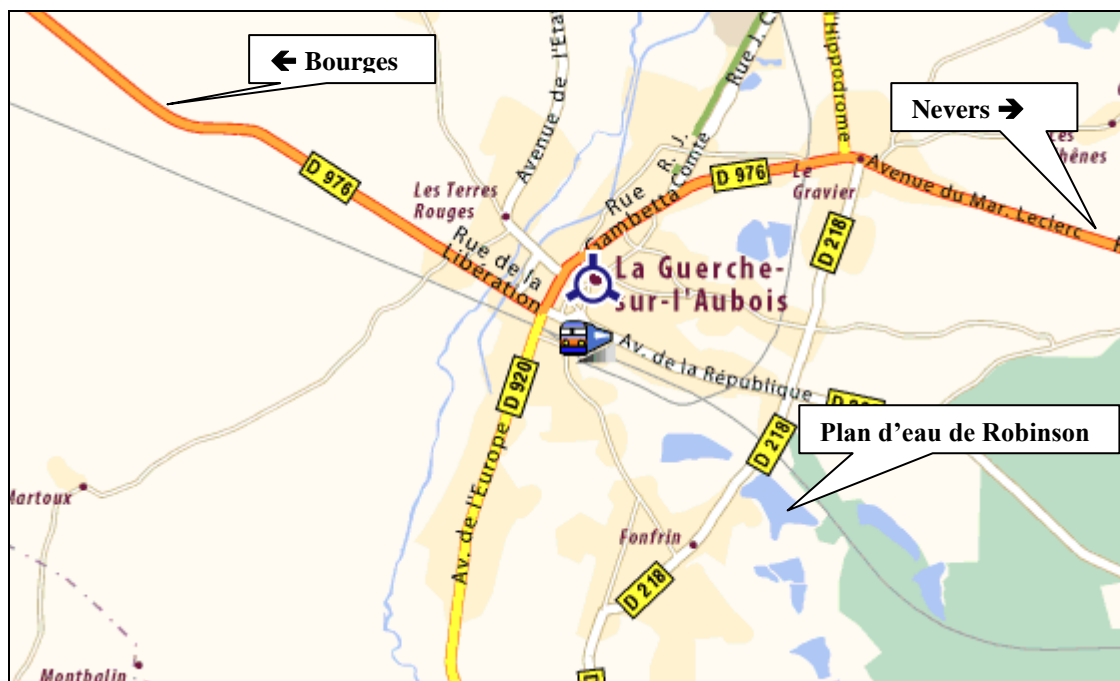 ← Bourges
Nevers →
Plan d'eau de Robinson
Avenue de l'Etat
Rue J. C
l'Hippodrome
D 976
Les Terres
Rouges
Rue de la
Libération
R. J.
Comte
Rue
Gambetta
D 976
Le
Gravier
Avenue du Mar. Leclerc
Les
hênes
D 218
La Guerche-
sur-l'Aubois
Av. de la République
D 920
Av. de l'Europe
D 218
Martoux
Fonfrin
D 218
Montbalin